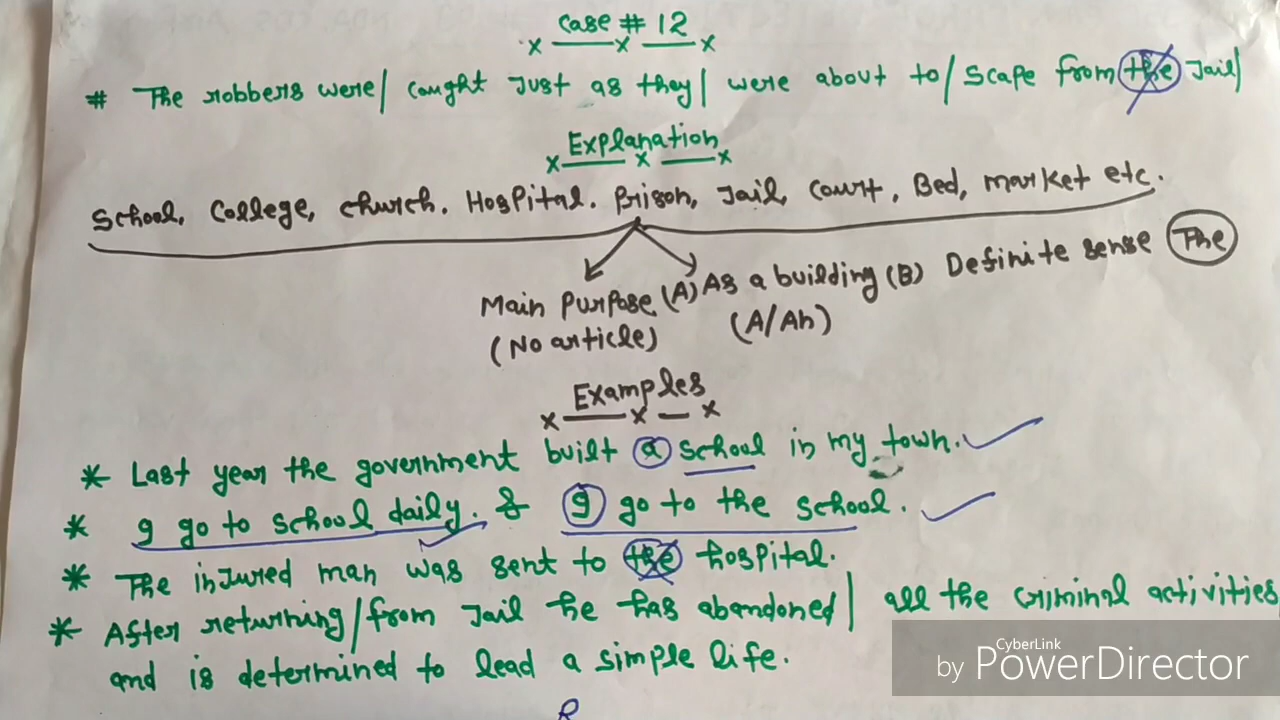 Case # 12
# The robbers were/ caught Just as they/ were about to/ Scape from the Jail/
Explanation
School, College, church, Hospital, Prison, Jail, Court, Bed, market etc.
Main Purpose (A) As a building (B) Definite sense The
(No article) (A/An)
Examples
* Last year the government built a school in my town.
* I go to school daily. & I go to the school.
* The injured man was sent to the hospital.
* After returning/from Jail he has abandoned/ all the criminal activities
and is determined to lead a simple life.
CyberLink
by PowerDirector